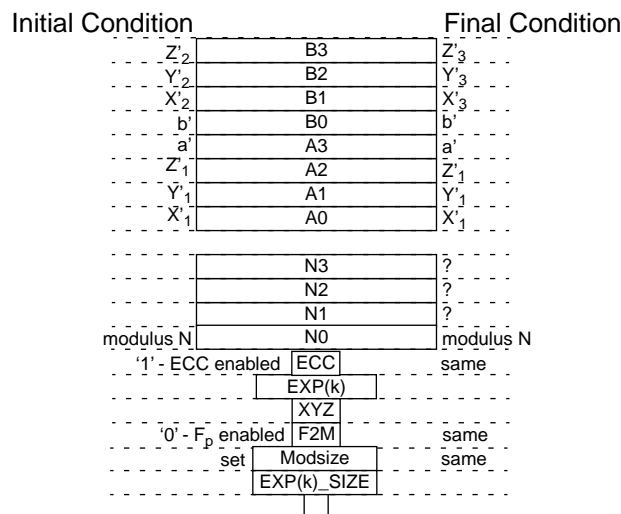 Initial Condition Final Condition
Z'2 B3 Z'3
Y'2 B2 Y'3
X'2 B1 X'3
b' B0 b'
a' A3 a'
Z'1 A2 Z'1
Y'1 A1 Y'1
X'1 A0 X'1
N3 ?
N2 ?
N1 ?
modulus N N0 modulus N
‘1’ - ECC enabled ECC same
EXP(k)
XYZ
‘0’ - Fp enabled F2M same
set Modsize same
EXP(k)_SIZE